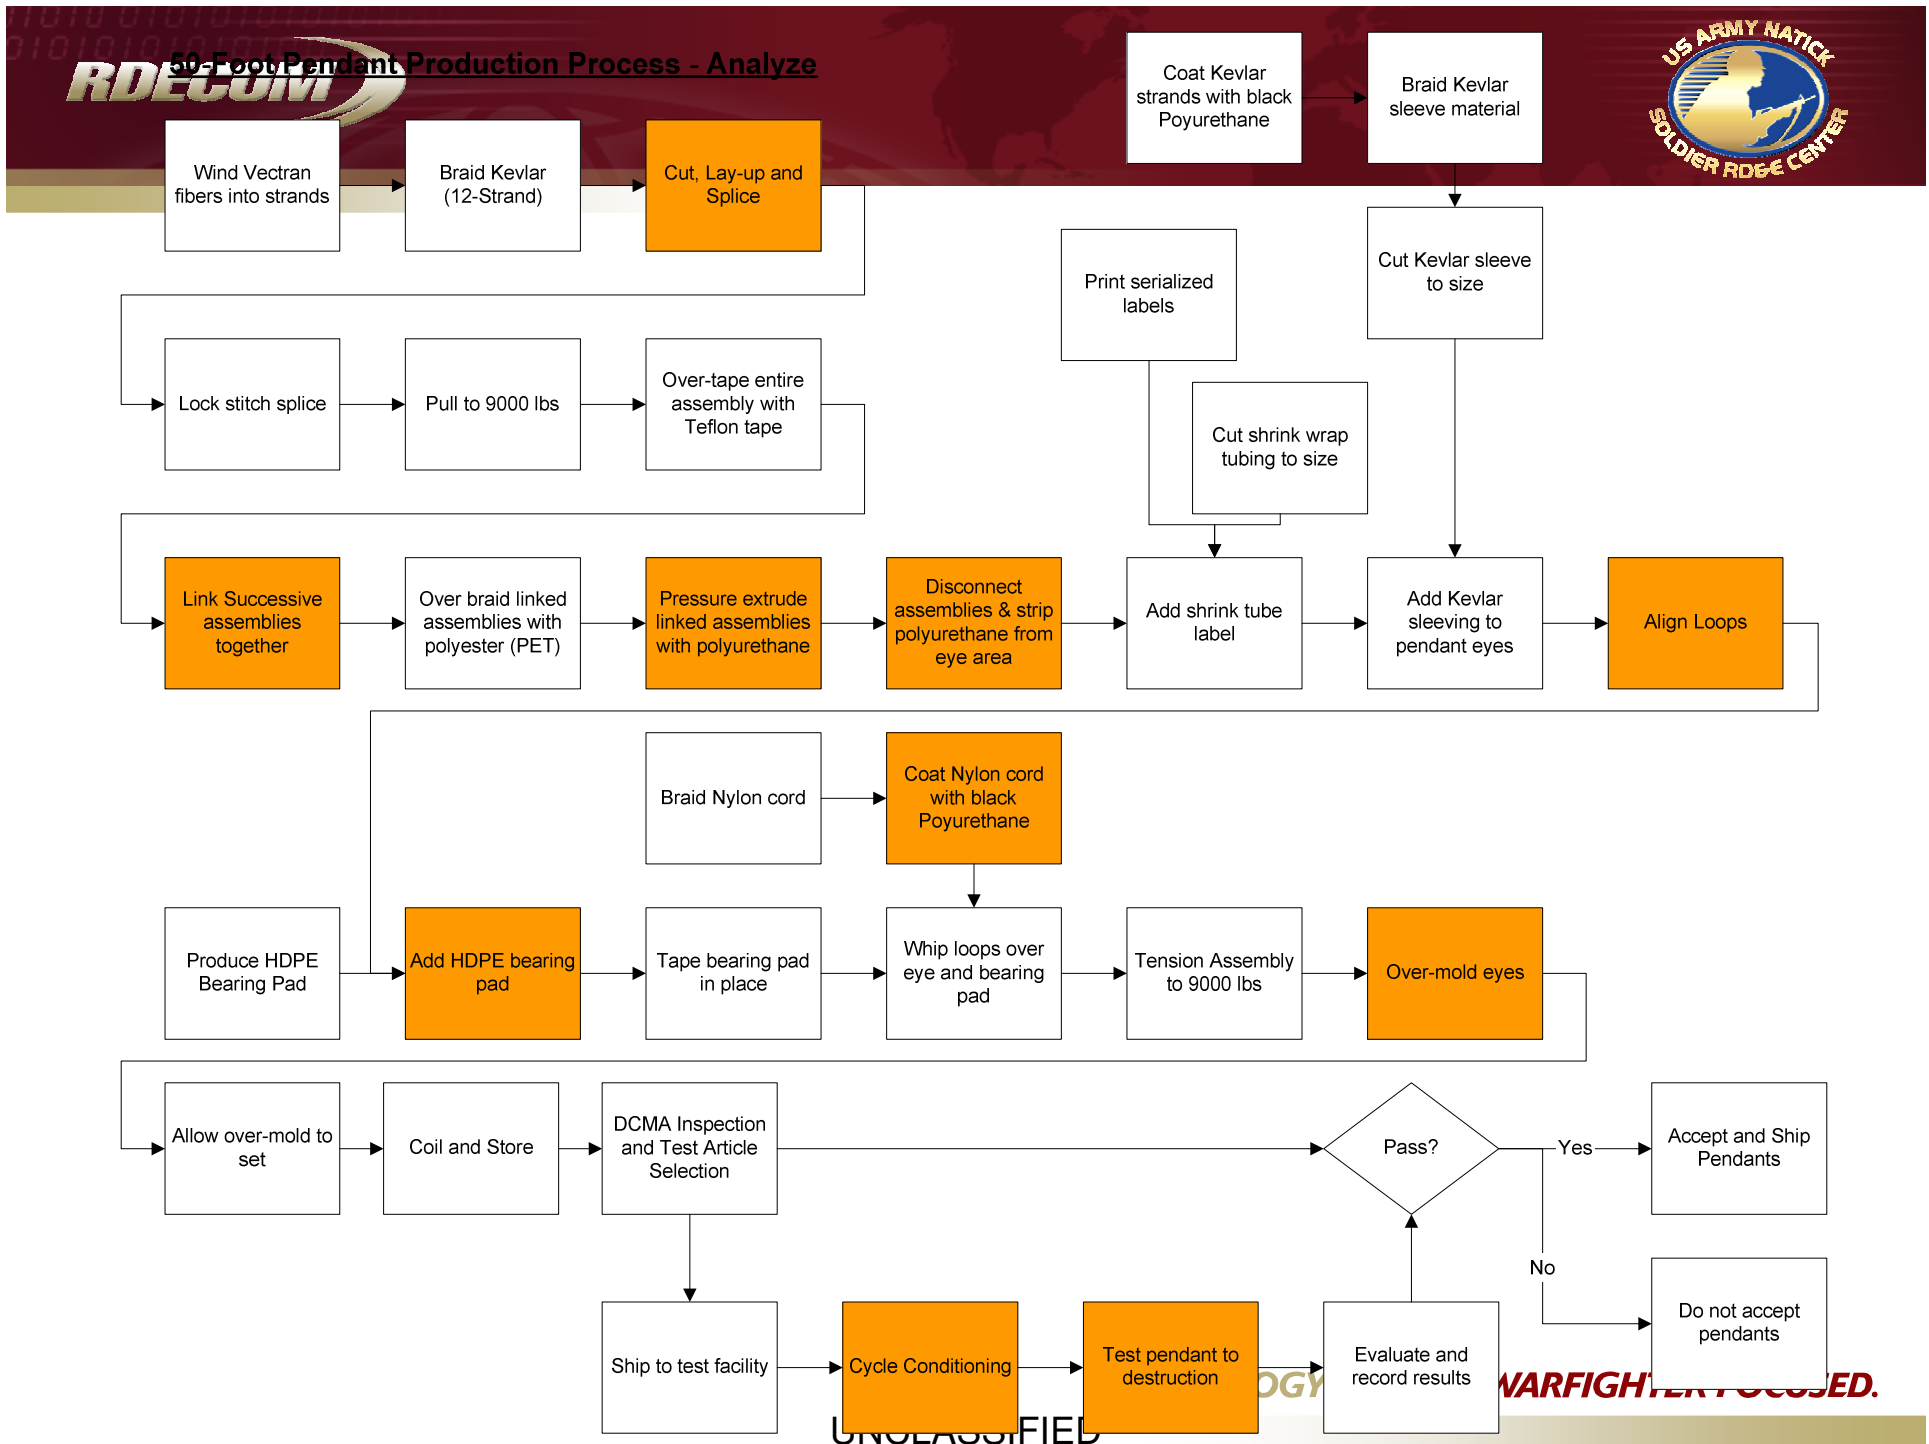 50-Foot Pendant Production Process - Analyze
RDECOM
US ARMY NATICK
SOLDIER RD&E CENTER
Coat Kevlar
strands with black
Poyurethane
Braid Kevlar
sleeve material
Wind Vectran
fibers into strands
Braid Kevlar
(12-Strand)
Cut, Lay-up and
Splice
Print serialized
labels
Cut Kevlar sleeve
to size
Lock stitch splice
Pull to 9000 lbs
Over-tape entire
assembly with
Teflon tape
Cut shrink wrap
tubing to size
Link Successive
assemblies
together
Over braid linked
assemblies with
polyester (PET)
Pressure extrude
linked assemblies
with polyurethane
Disconnect
assemblies & strip
polyurethane from
eye area
Add shrink tube
label
Add Kevlar
sleeving to
pendant eyes
Align Loops
Braid Nylon cord
Coat Nylon cord
with black
Poyurethane
Produce HDPE
Bearing Pad
Add HDPE bearing
pad
Tape bearing pad
in place
Whip loops over
eye and bearing
pad
Tension Assembly
to 9000 lbs
Over-mold eyes
Allow over-mold to
set
Coil and Store
DCMA Inspection
and Test Article
Selection
Pass?
Yes
Accept and Ship
Pendants
No
Do not accept
pendants
Ship to test facility
Cycle Conditioning
Test pendant to
destruction
Evaluate and
record results
OGY WARFIGHTER FOCUSED.
UNCLASSIFIED